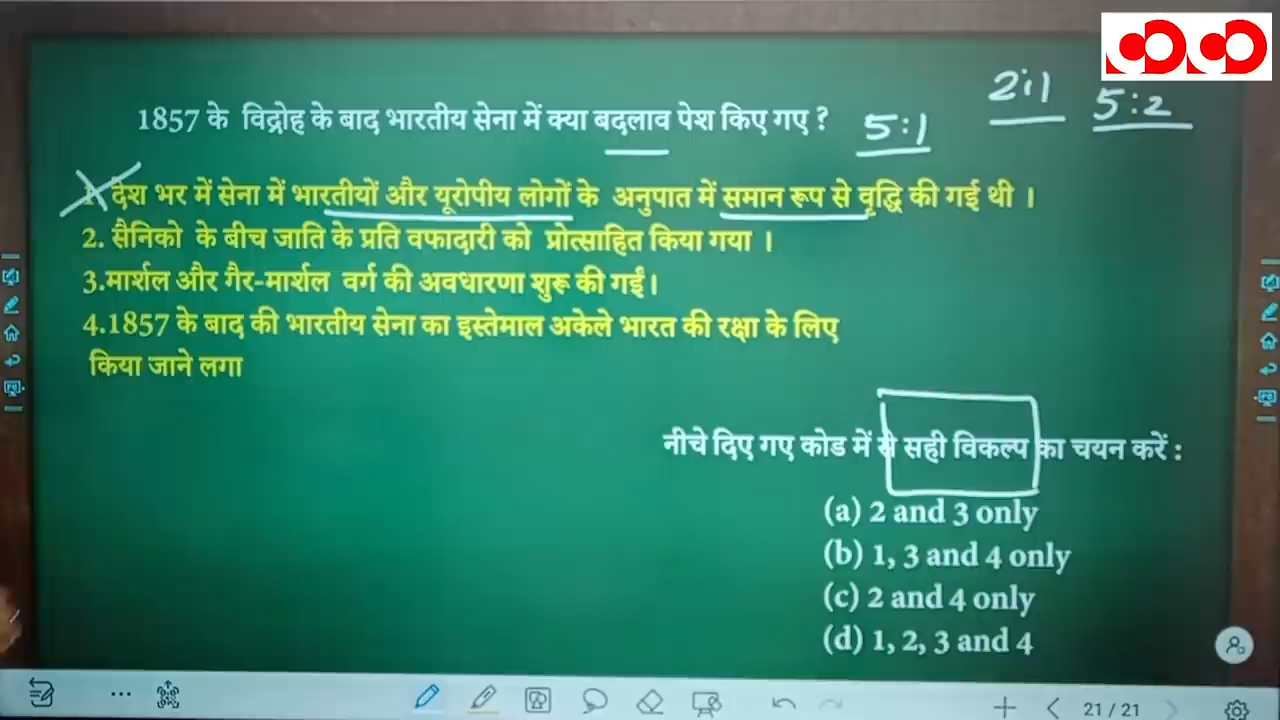 2:1
5:2
1857 के विद्रोह के बाद भारतीय सेना में क्या बदलाव पेश किए गए ? 5:1
1. देश भर में सेना में भारतीयों और यूरोपीय लोगों के अनुपात में समान रूप से वृद्धि की गई थी ।
2. सैनिको के बीच जाति के प्रति वफादारी को प्रोत्साहित किया गया ।
3.मार्शल और गैर-मार्शल वर्ग की अवधारणा शुरू की गईं।
4.1857 के बाद की भारतीय सेना का इस्तेमाल अकेले भारत की रक्षा के लिए
किया जाने लगा
नीचे दिए गए कोड में से सही विकल्प का चयन करें :
(a) 2 and 3 only
(b) 1, 3 and 4 only
(c) 2 and 4 only
(d) 1, 2, 3 and 4
21 / 21